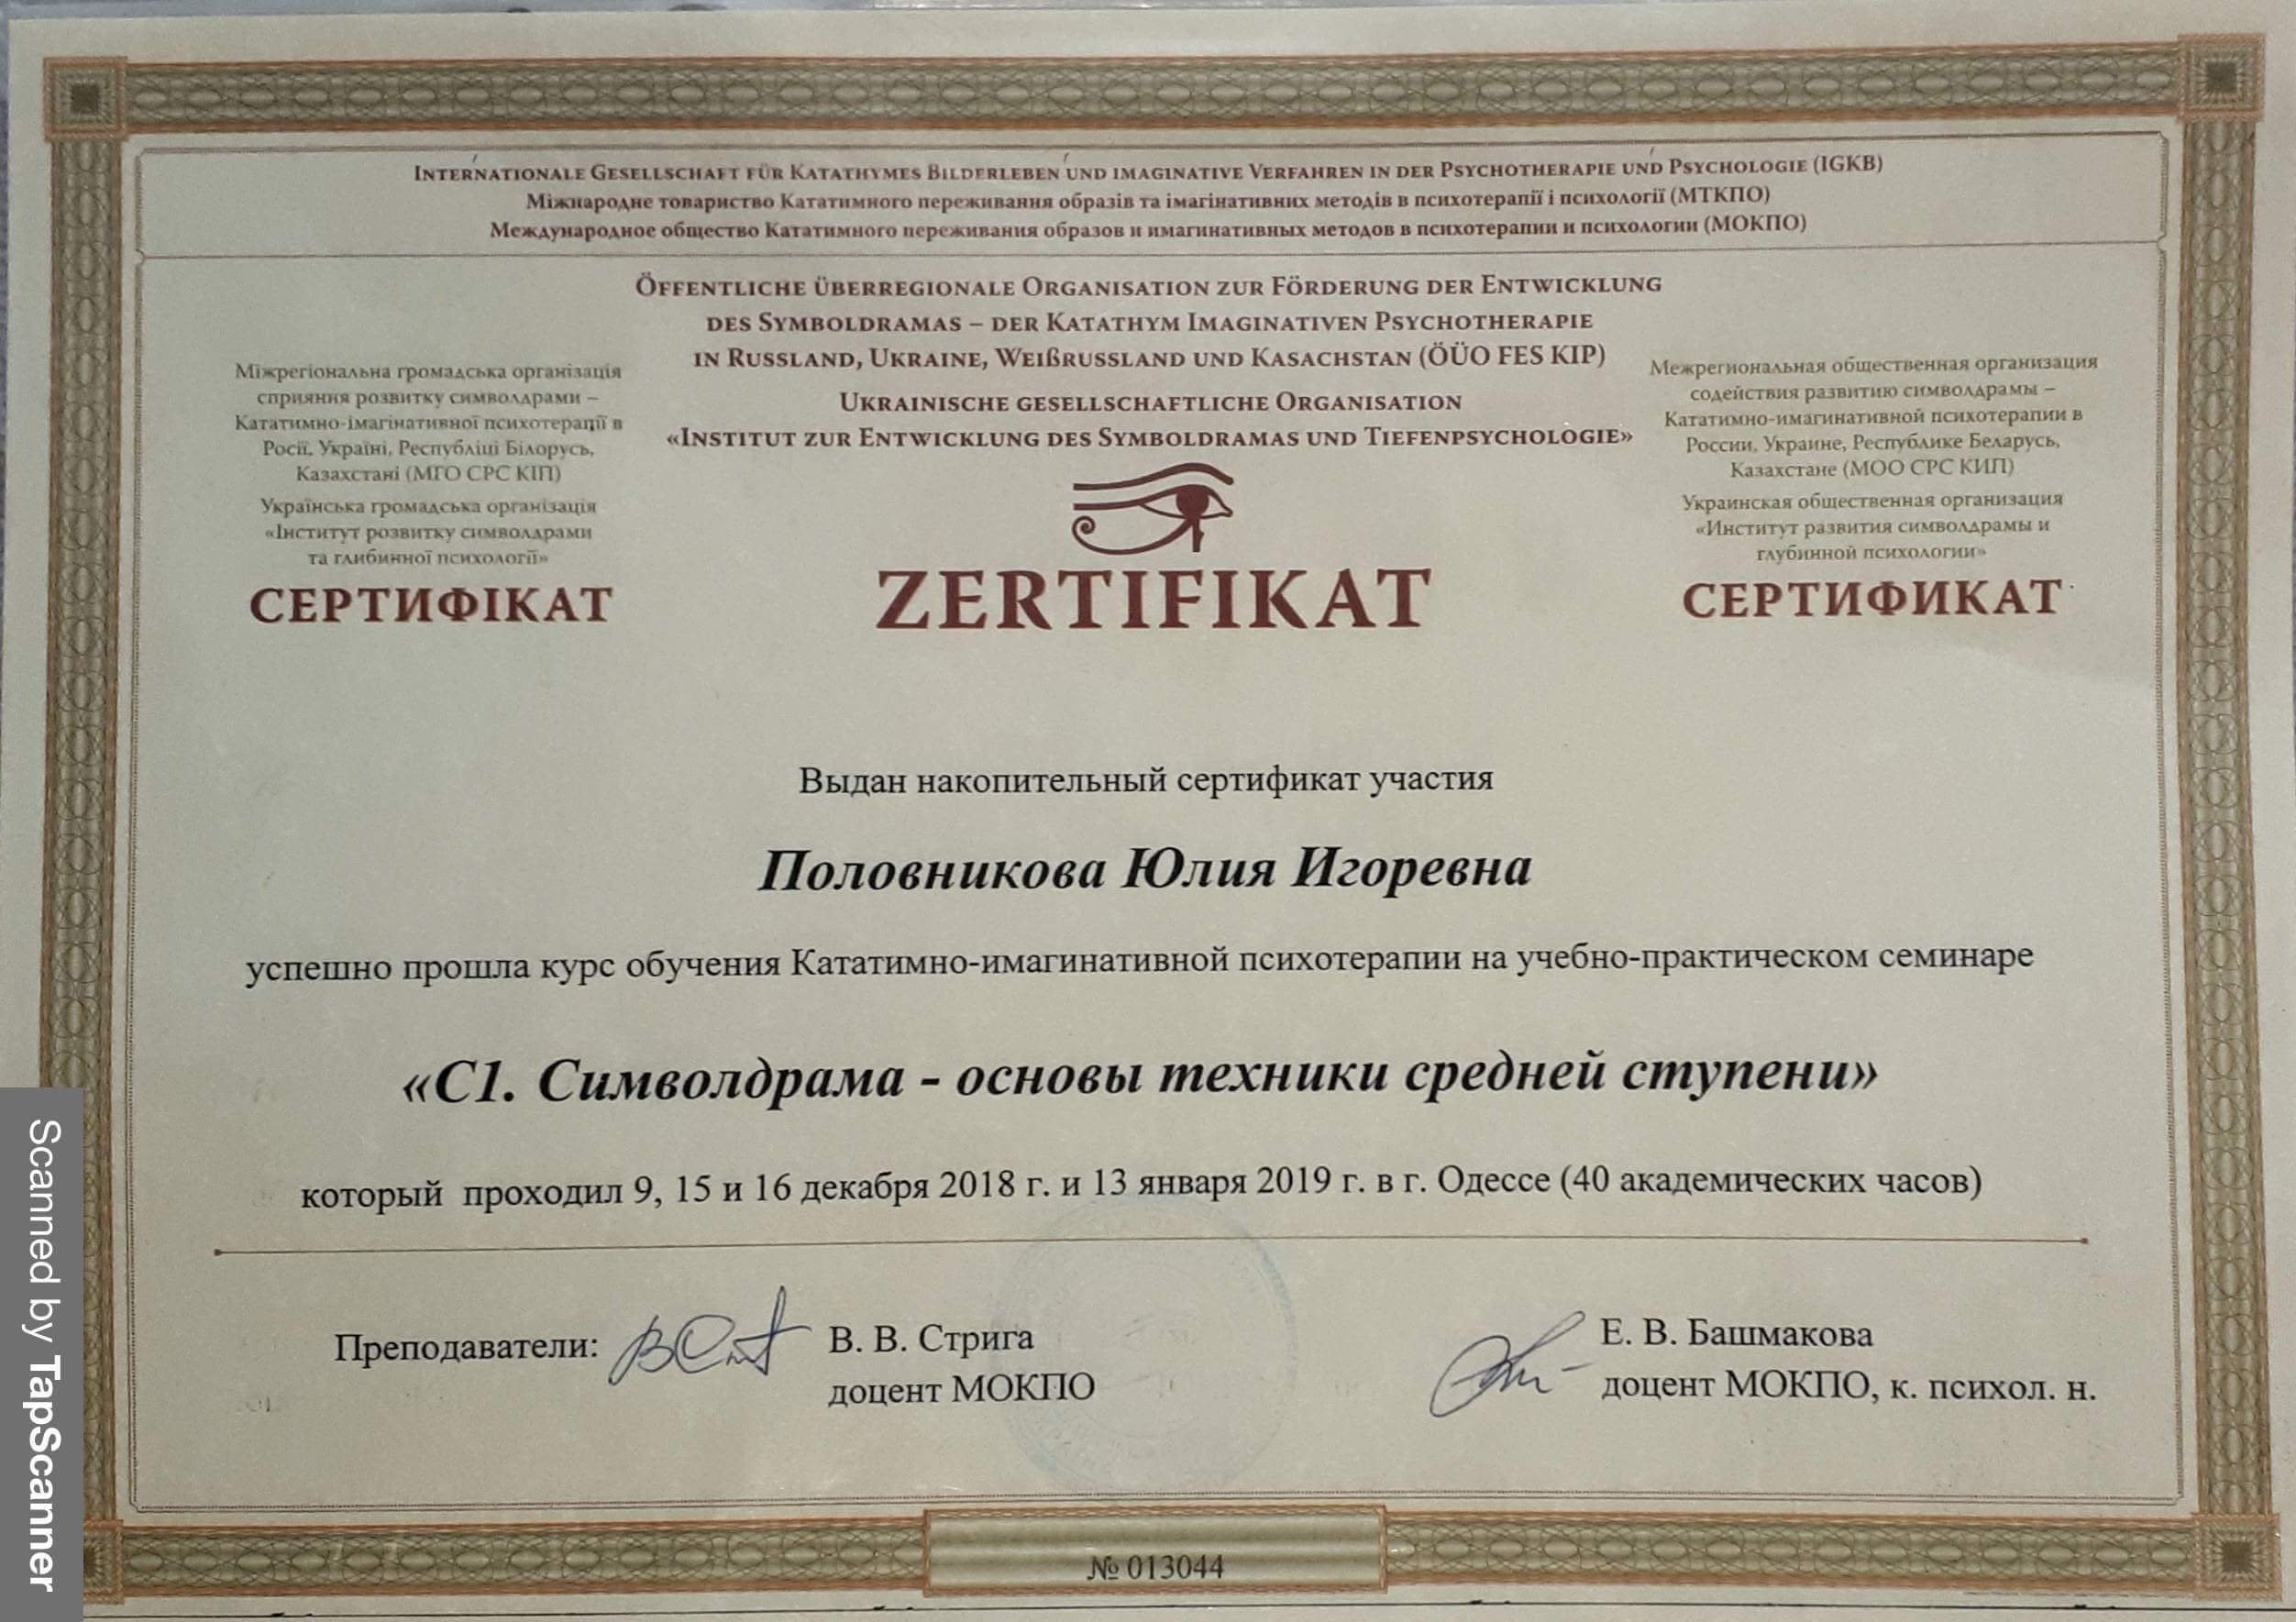 Internationale Gesellschaft für Katathymes Bilderleben und imaginative Verfahren in der Psychotherapie und Psychologie (IGKB)
Міжнародне товариство Кататимного переживання образів та імагінативних методів в психотерапії і психології (МТКПО)
Международное общество Кататимного переживания образов и имагинативных методов в психотерапии и психологии (МОКПО)
Öffentliche überregionale Organisation zur Förderung der Entwicklung
des Symboldramas – der Katathym Imaginativen Psychotherapie
in Russland, Ukraine, Weißrussland und Kasachstan (ÖÜO FES KIP)
Ukrainische gesellschaftliche Organisation
«Institut zur Entwicklung des Symboldramas und Tiefenpsychologie»
ZERTIFIKAT
Міжрегіональна громадська організація
сприяння розвитку символдрами –
Кататимно-імагінативної психотерапії в
Росії, Україні, Республіці Білорусь,
Казахстані (МГО СРС КІП)
Українська громадська організація
«Інститут розвитку символдрами
та глибинної психології»
СЕРТИФІКАТ
Межрегиональная общественная организация
содействия развитию символдрамы –
Кататимно-имагинативной психотерапии в
России, Украине, Республике Беларусь,
Казахстане (МОО СРС КИП)
Украинская общественная организация
«Институт развития символдрамы и
глубинной психологии»
СЕРТИФИКАТ
Выдан накопительный сертификат участия
Половникова Юлия Игоревна
успешно прошла курс обучения Кататимно-имагинативной психотерапии на учебно-практическом семинаре
«С1. Символдрама - основы техники средней ступени»
который проходил 9, 15 и 16 декабря 2018 г. и 13 января 2019 г. в г. Одессе (40 академических часов)
Преподаватели:
В. В. Стрига
доцент МОКПО
Е. В. Башмакова
доцент МОКПО, к. психол. н.
№ 013044
Scanned by TapScanner